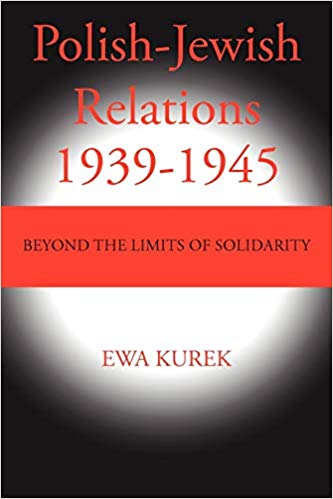 Polish-Jewish
Relations
1939-1945
BEYOND THE LIMITS OF SOLIDARITY
EWA KUREK